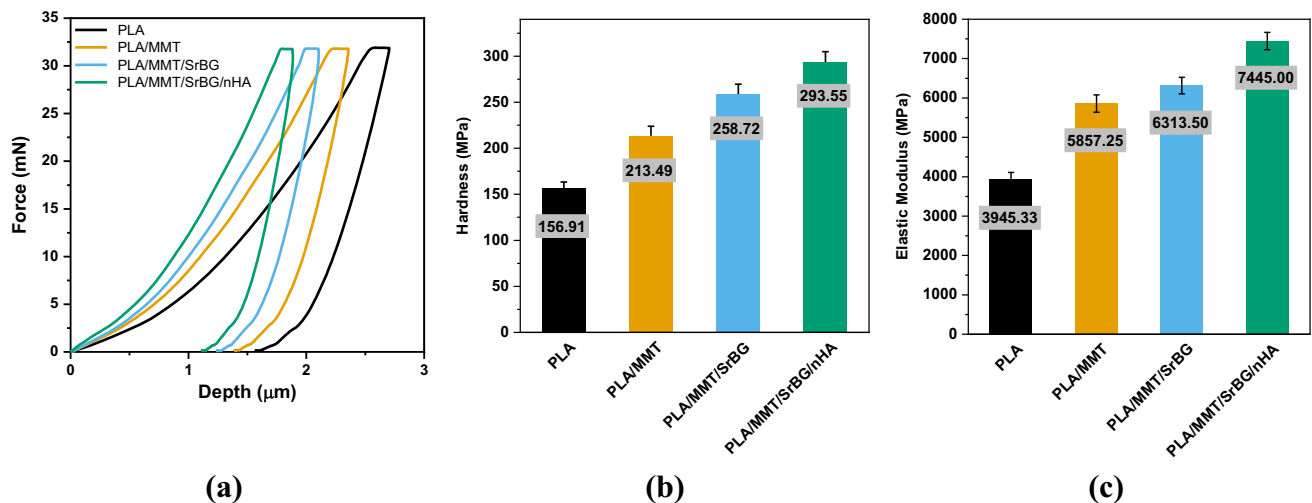 35
30
25
20
15
10
5
0
Force (mN)
PLA
PLA/MMT
PLA/MMT/SrBG
PLA/MMT/SrBG/nHA
0 1 2 3
Depth (μm)
(a)
300
250
200
150
100
50
0
Hardness (MPa)
156.91
213.49
258.72
293.55
PLA
PLA/MMT
PLA/MMT/SrBG
PLA/MMT/SrBG/nHA
(b)
8000
7000
6000
5000
4000
3000
2000
1000
0
Elastic Modulus (MPa)
3945.33
5857.25
6313.50
7445.00
PLA
PLA/MMT
PLA/MMT/SrBG
PLA/MMT/SrBG/nHA
(c)